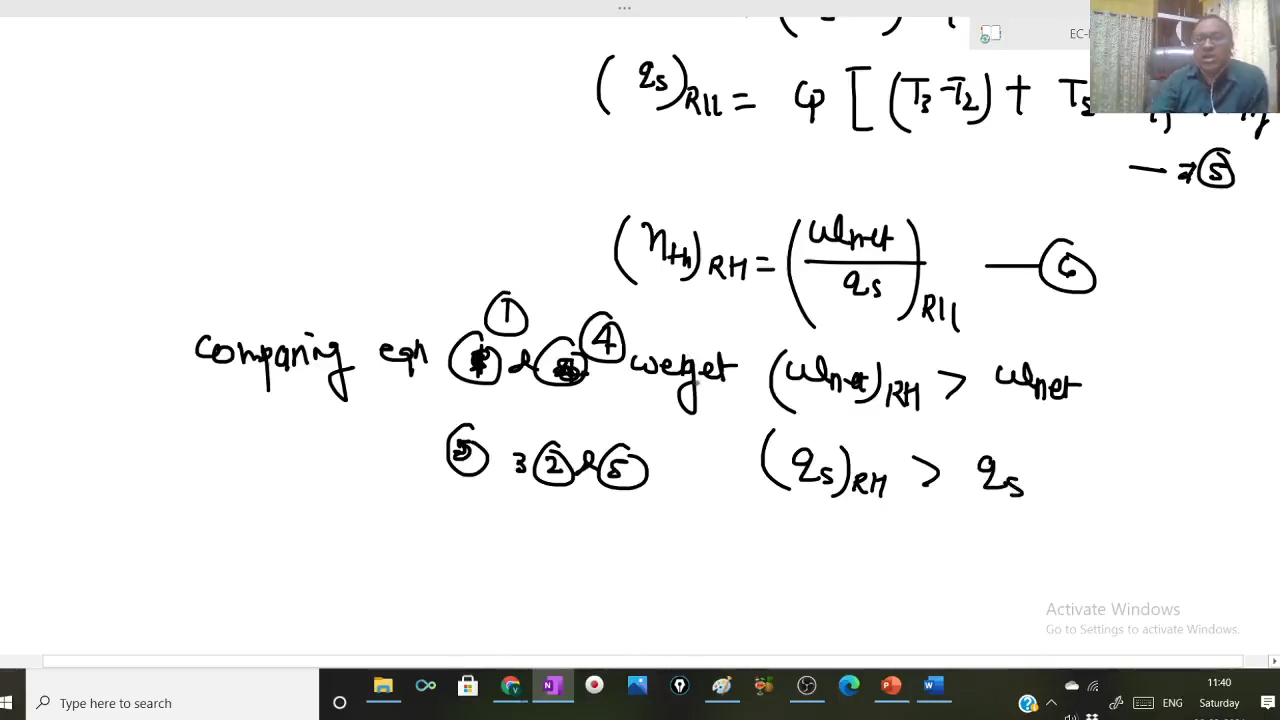 ...
EC-
(qs)RH = Cp [(T3-T2) + T5
— 5
(ηth)RH = (wnet / qs)RH — 6
1 4
Comparing eqn & we get (wnet)RH > wnet
2 & 5 (qs)RH > qs
Activate Windows
Go to Settings to activate Windows.
Type here to search
ENG
11:40
Saturday